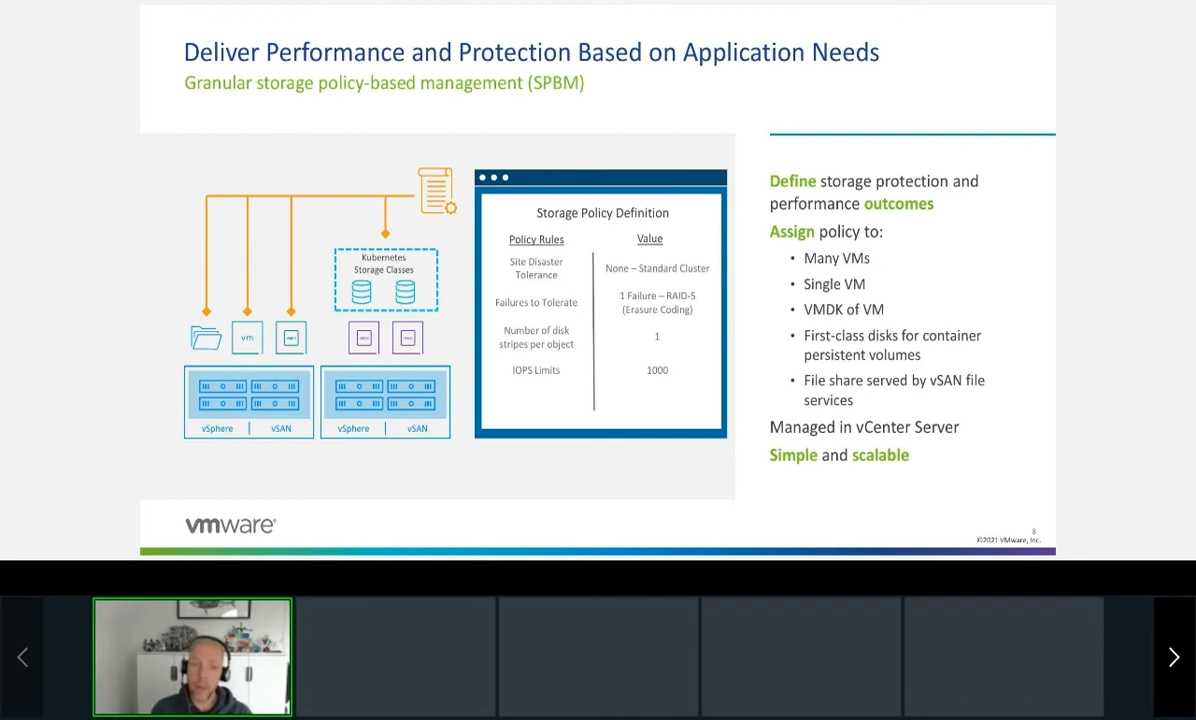 Deliver Performance and Protection Based on Application Needs
Granular storage policy-based management (SPBM)
Kubernetes
Storage Classes
vm
vSphere | vSAN
vSphere | vSAN
Storage Policy Definition
Policy Rules Value
Site Disaster
Tolerance
None – Standard Cluster
Failures to Tolerate
1 Failure – RAID-5
(Erasure Coding)
Number of disk
stripes per object
1
IOPS Limits 1000
Define storage protection and
performance outcomes
Assign policy to:
• Many VMs
• Single VM
• VMDK of VM
• First-class disks for container
persistent volumes
• File share served by vSAN file
services
Managed in vCenter Server
Simple and scalable
vmware®
8
©2021 VMware, Inc.